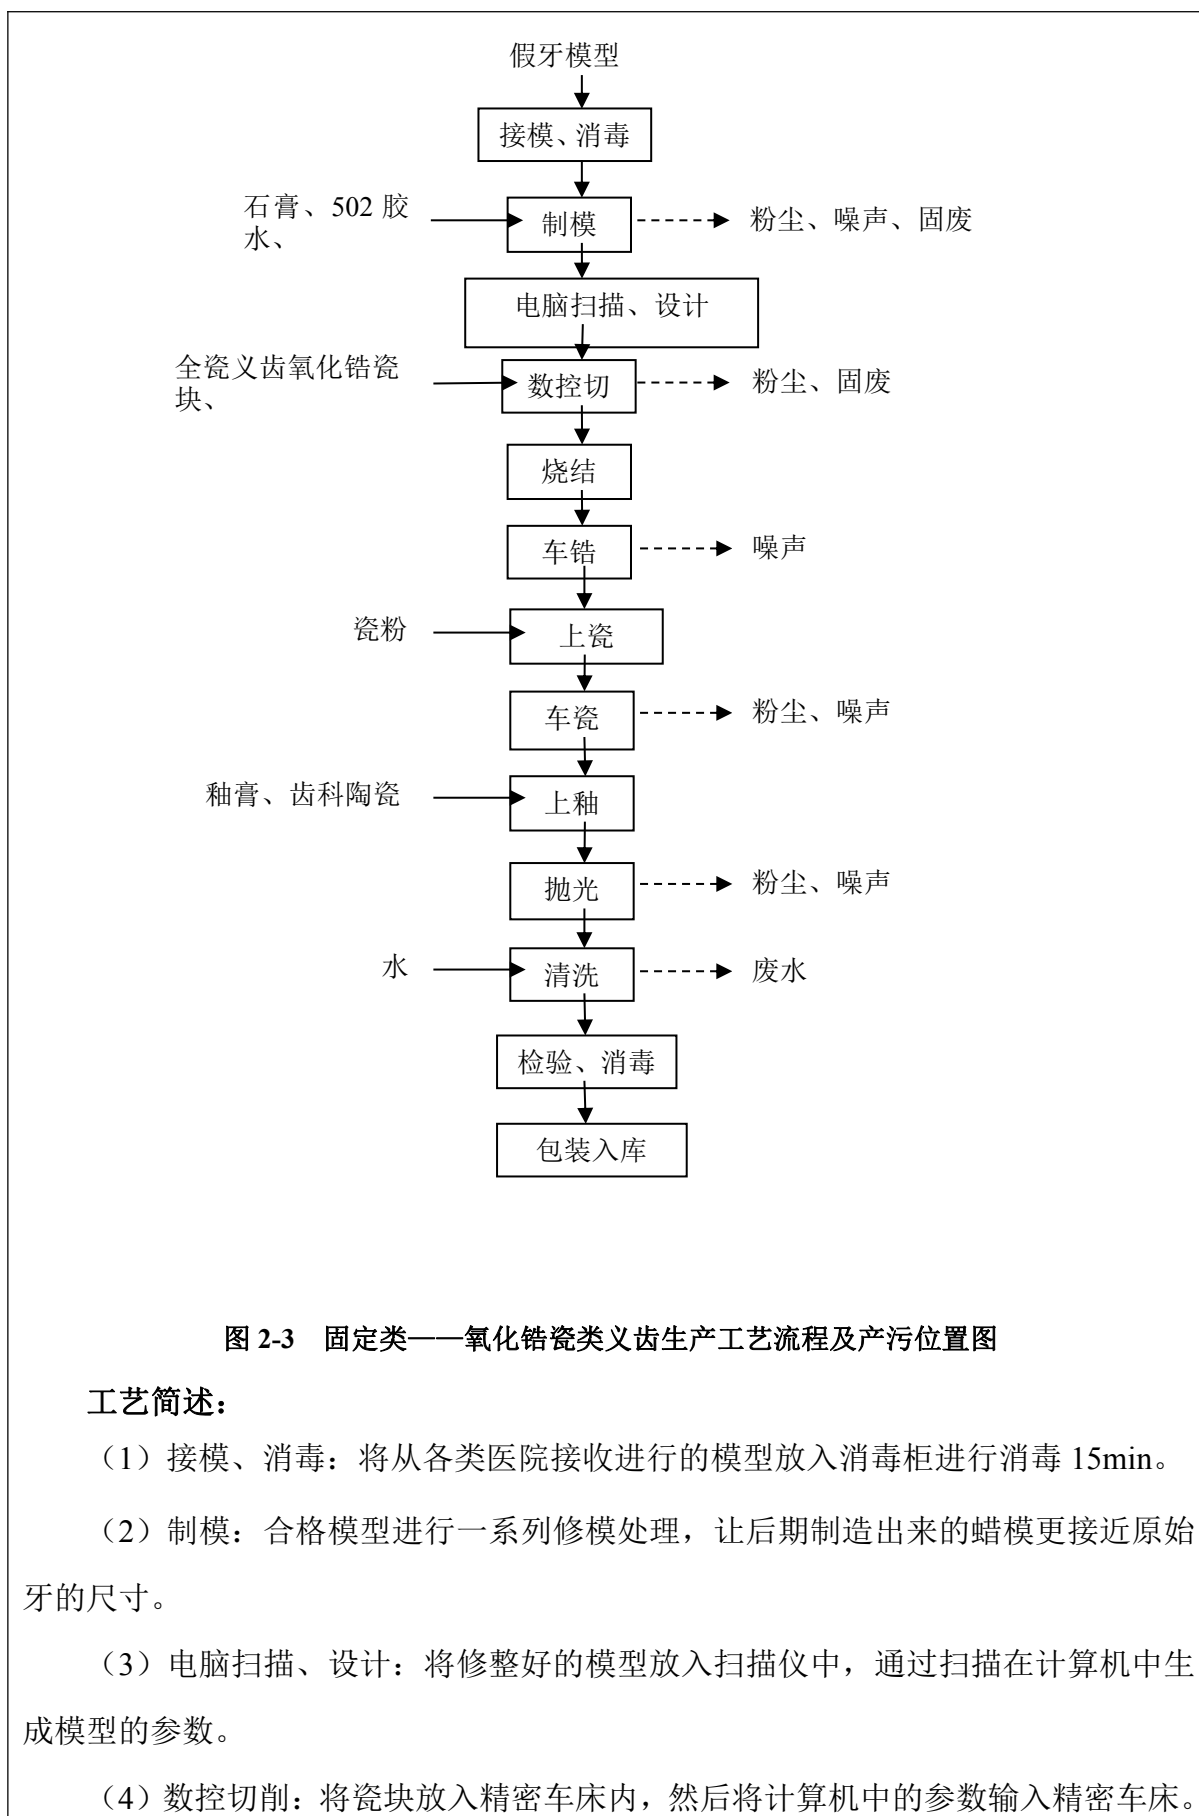 假牙模型
接模、消毒
石膏、502 胶
水、
制模
粉尘、噪声、固废
电脑扫描、设计
全瓷义齿氧化锆瓷
块、
数控切
粉尘、固废
烧结
车锆
噪声
瓷粉
上瓷
车瓷
粉尘、噪声
釉膏、齿科陶瓷
上釉
抛光
粉尘、噪声
水
清洗
废水
检验、消毒
包装入库
图 2-3 固定类——氧化锆瓷类义齿生产工艺流程及产污位置图
工艺简述：
（1）接模、消毒：将从各类医院接收进行的模型放入消毒柜进行消毒 15min。
（2）制模：合格模型进行一系列修模处理，让后期制造出来的蜡模更接近原始
牙的尺寸。
（3）电脑扫描、设计：将修整好的模型放入扫描仪中，通过扫描在计算机中生
成模型的参数。
（4）数控切削：将瓷块放入精密车床内，然后将计算机中的参数输入精密车床。